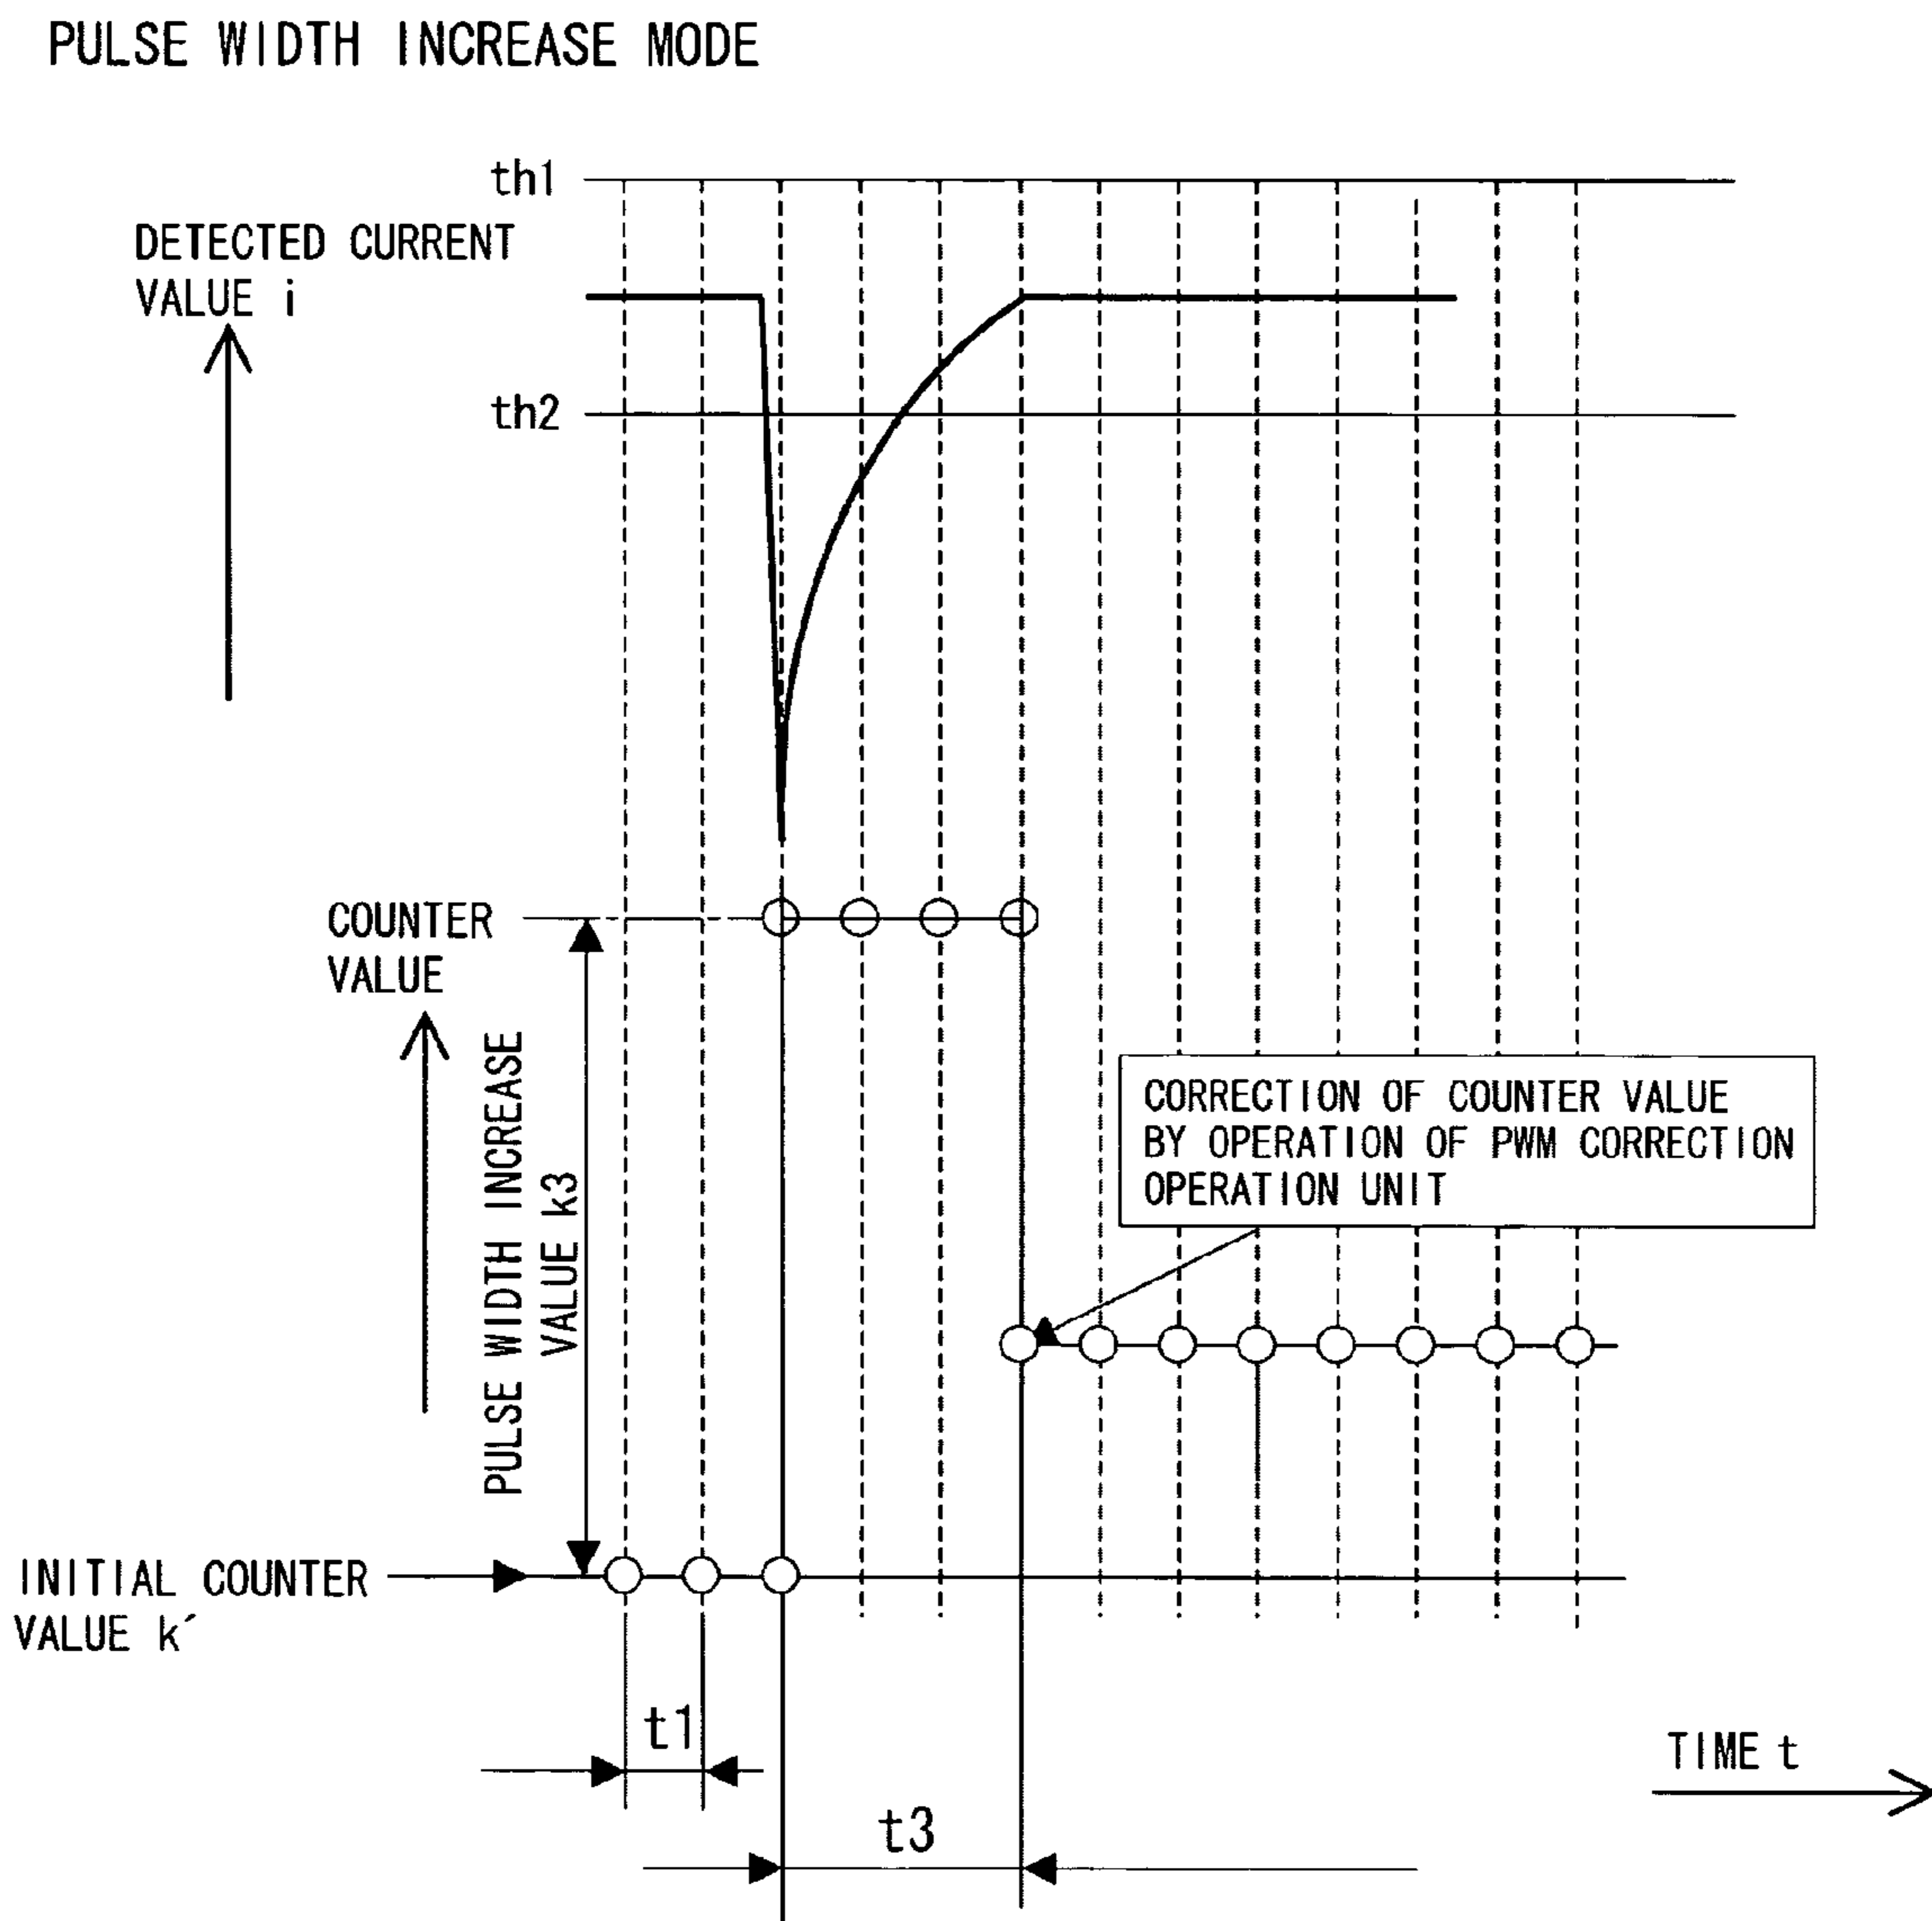 PULSE WIDTH INCREASE MODE
th1
DETECTED CURRENT
VALUE i
th2
COUNTER
VALUE
PULSE WIDTH INCREASE
VALUE k3
CORRECTION OF COUNTER VALUE
BY OPERATION OF PWM CORRECTION
OPERATION UNIT
INITIAL COUNTER
VALUE k´
t1
TIME t
t3